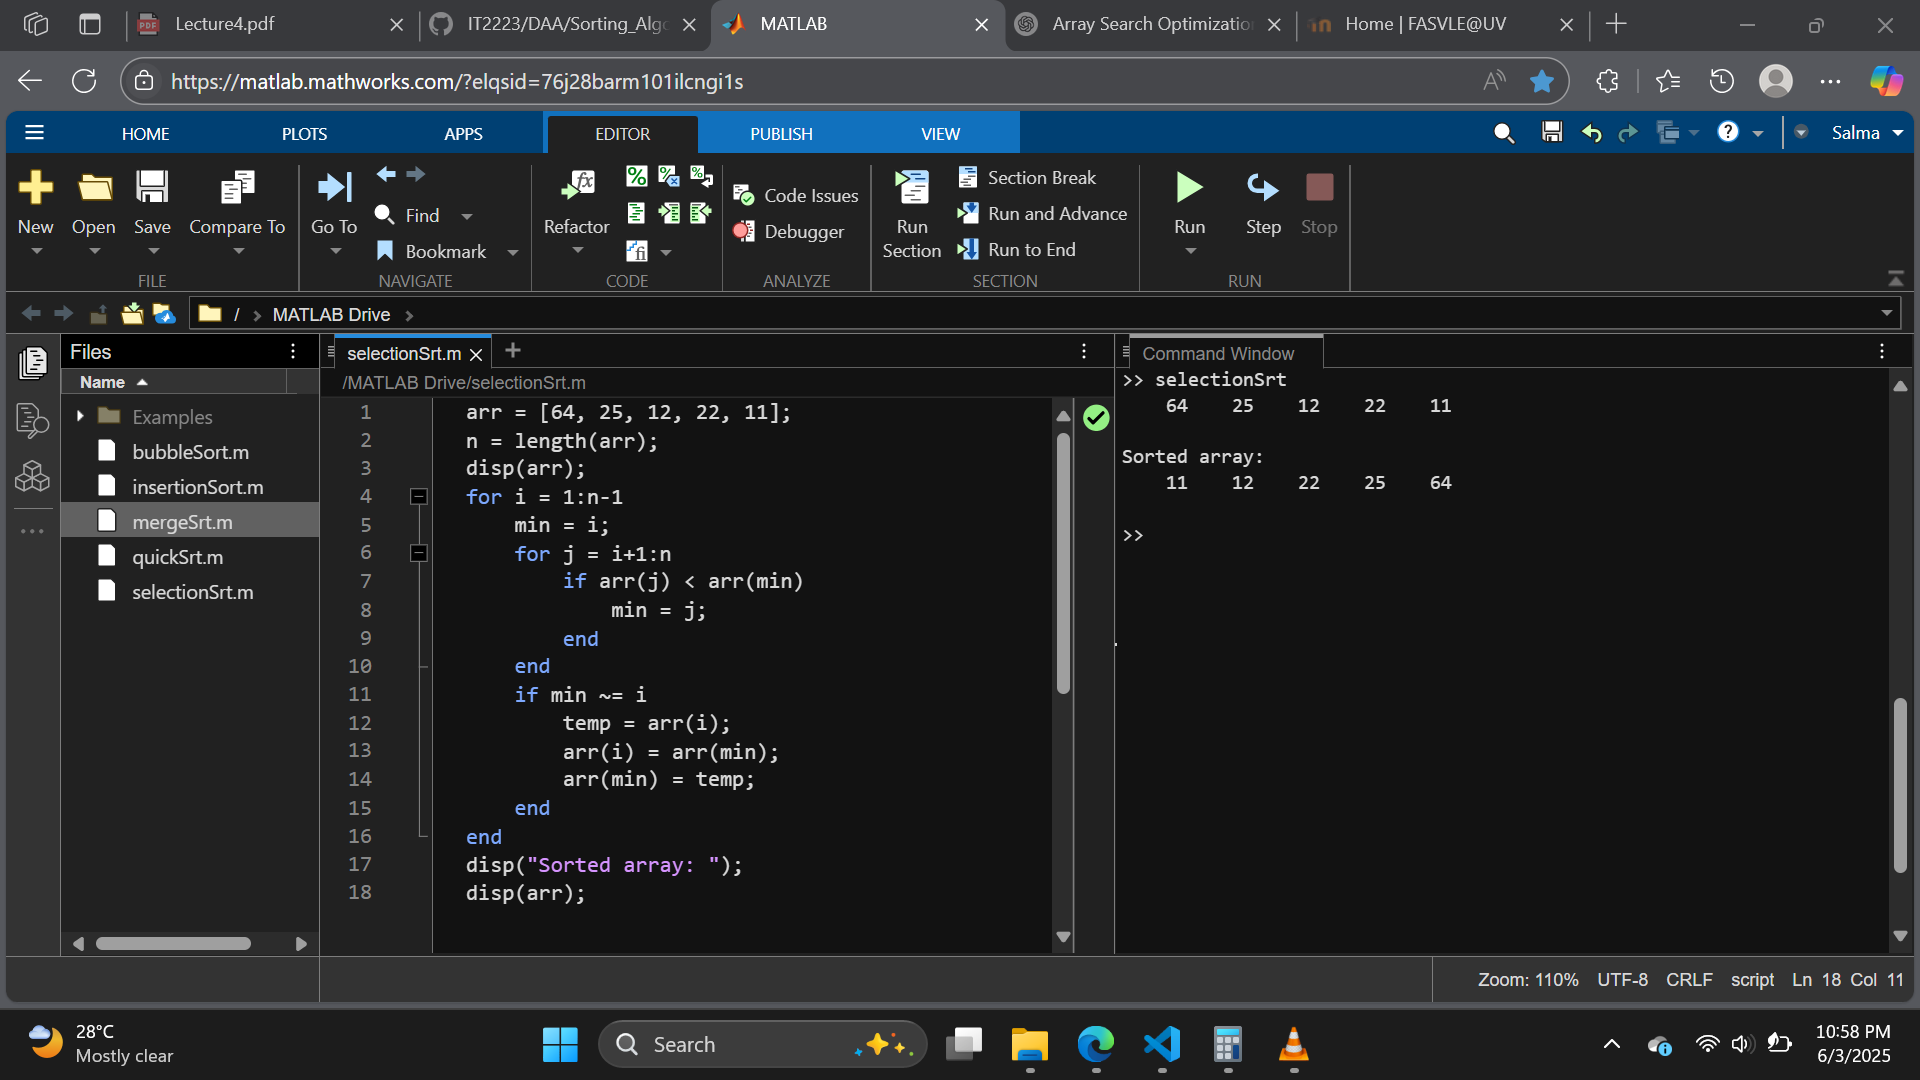 Lecture4.pdf
IT2223/DAA/Sorting_Algo
MATLAB
Array Search Optimization
Home | FASVLE@UV
https://matlab.mathworks.com/?elqsid=76j28barm101ilcngi1s
HOME PLOTS APPS EDITOR PUBLISH VIEW
Salma
New Open Save Compare To
FILE
Go To Find Bookmark
NAVIGATE
Refactor
CODE
Code Issues
Debugger
ANALYZE
Run Section
Section Break
Run and Advance
Run to End
SECTION
Run Step Stop
RUN
/ > MATLAB Drive >
Files
Name
Examples
bubbleSort.m
insertionSort.m
mergeSrt.m
quickSrt.m
selectionSrt.m
selectionSrt.m
/MATLAB Drive/selectionSrt.m
1 arr = [64, 25, 12, 22, 11];
2 n = length(arr);
3 disp(arr);
4 for i = 1:n-1
5 min = i;
6 for j = i+1:n
7 if arr(j) < arr(min)
8 min = j;
9 end
10 end
11 if min ~= i
12 temp = arr(i);
13 arr(i) = arr(min);
14 arr(min) = temp;
15 end
16 end
17 disp("Sorted array: ");
18 disp(arr);
Command Window
>> selectionSrt
64 25 12 22 11
Sorted array:
11 12 22 25 64
>>
Zoom: 110% UTF-8 CRLF script Ln 18 Col 11
28°C
Mostly clear
Search
10:58 PM
6/3/2025